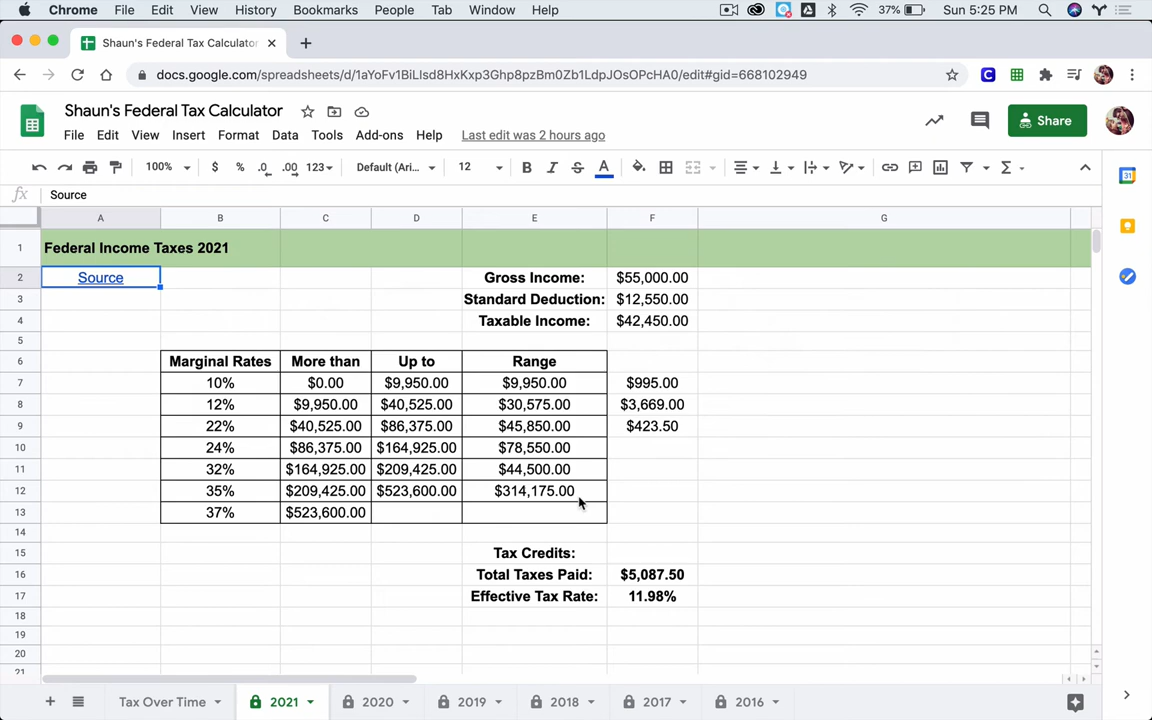 Chrome File Edit View History Bookmarks People Tab Window Help 37% Sun 5:25 PM
Shaun's Federal Tax Calculator
docs.google.com/spreadsheets/d/1aYoFv1BiLlsd8HxKxp3Ghp8pzBm0Zb1LdpJOsOPcHA0/edit#gid=668102949
Shaun's Federal Tax Calculator
File Edit View Insert Format Data Tools Add-ons Help Last edit was 2 hours ago
Share
100% $ % .0 .00 123 Default (Ari... 12 B I S A
fx Source
A B C D E F G
1 Federal Income Taxes 2021
2 Source Gross Income: $55,000.00
3 Standard Deduction: $12,550.00
4 Taxable Income: $42,450.00
5
6 Marginal Rates More than Up to Range
7 10% $0.00 $9,950.00 $9,950.00 $995.00
8 12% $9,950.00 $40,525.00 $30,575.00 $3,669.00
9 22% $40,525.00 $86,375.00 $45,850.00 $423.50
10 24% $86,375.00 $164,925.00 $78,550.00
11 32% $164,925.00 $209,425.00 $44,500.00
12 35% $209,425.00 $523,600.00 $314,175.00
13 37% $523,600.00
14
15 Tax Credits:
16 Total Taxes Paid: $5,087.50
17 Effective Tax Rate: 11.98%
18
19
20
21
Tax Over Time 2021 2020 2019 2018 2017 2016